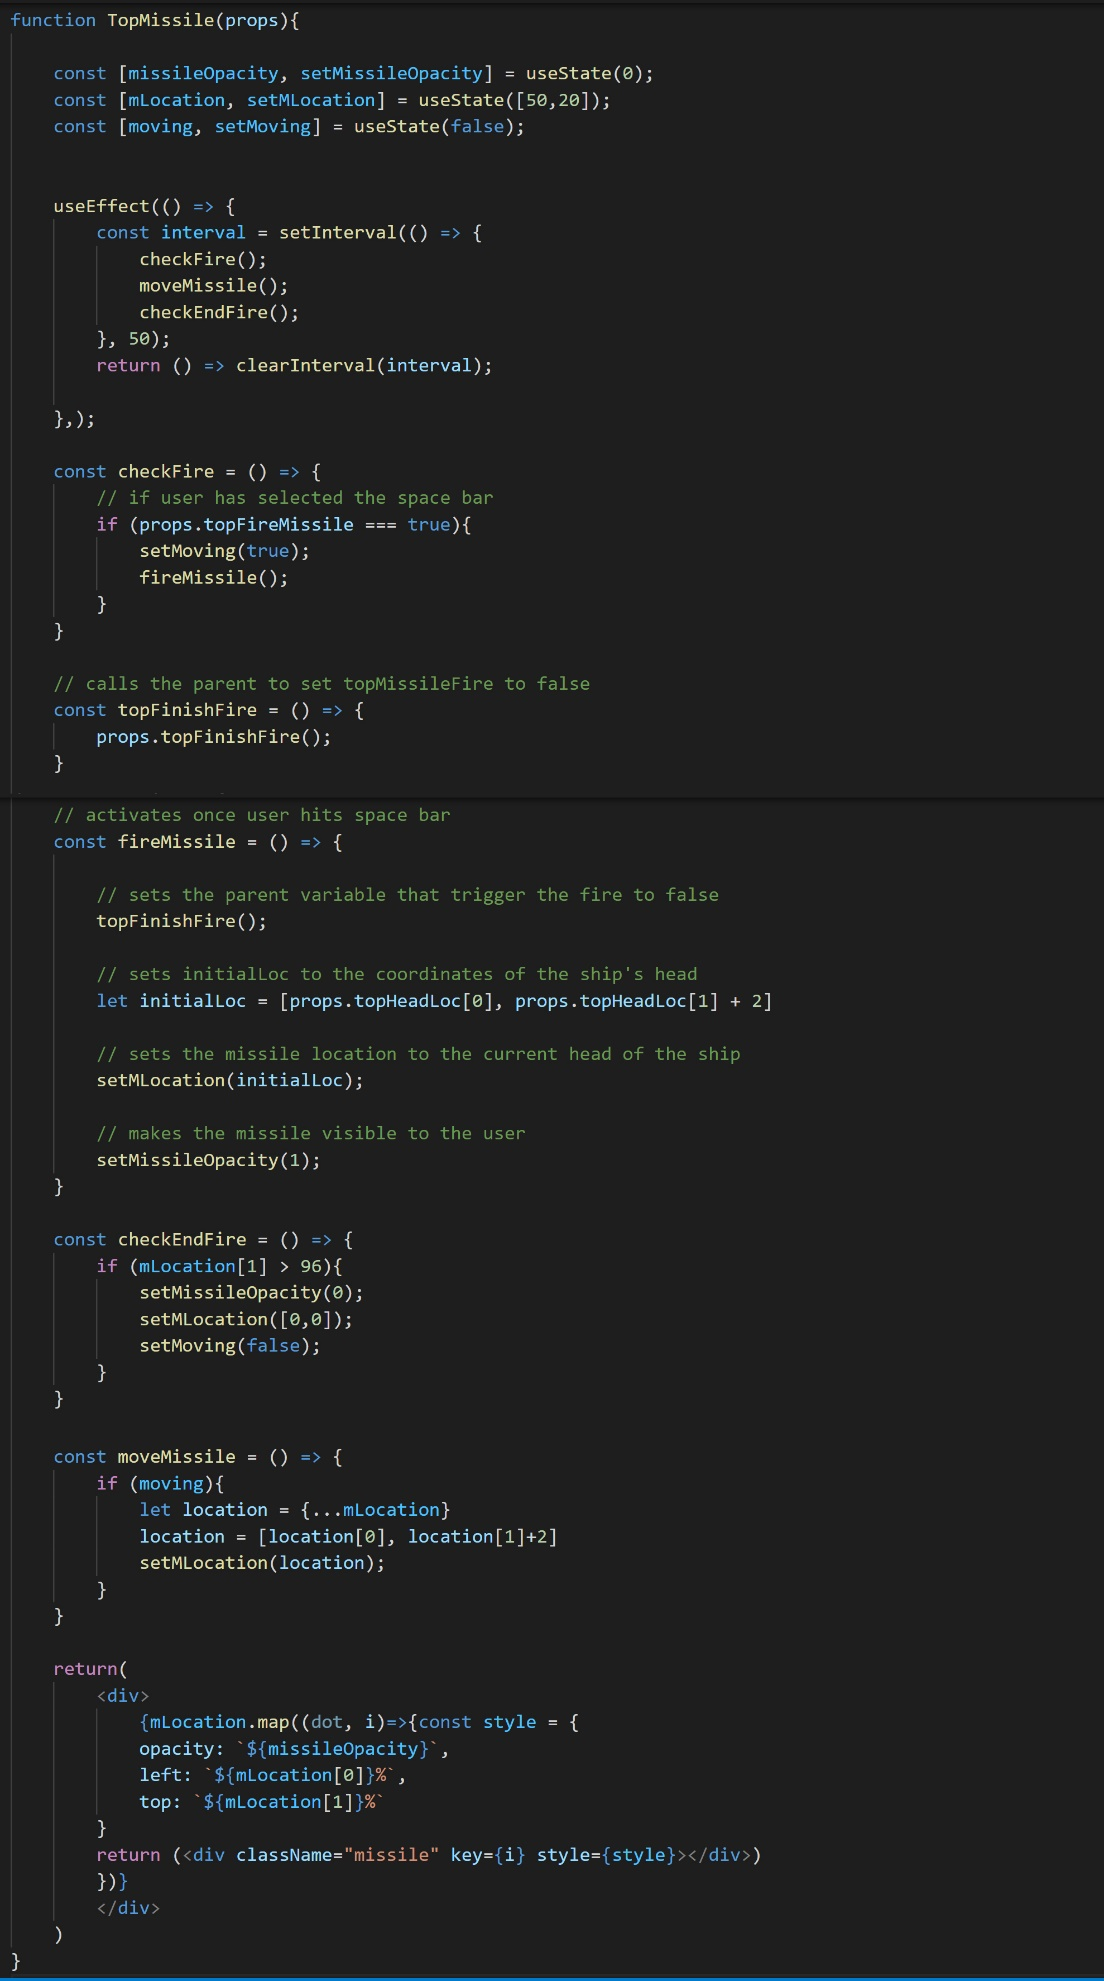 function TopMissile(props){
const [missileOpacity, setMissileOpacity] = useState(0);
const [mLocation, setMLocation] = useState([50,20]);
const [moving, setMoving] = useState(false);
useEffect(() => {
const interval = setInterval(() => {
checkFire();
moveMissile();
checkEndFire();
}, 50);
return () => clearInterval(interval);
},);
const checkFire = () => {
// if user has selected the space bar
if (props.topFireMissile === true){
setMoving(true);
fireMissile();
}
}
// calls the parent to set topMissileFire to false
const topFinishFire = () => {
props.topFinishFire();
}
// activates once user hits space bar
const fireMissile = () => {
// sets the parent variable that trigger the fire to false
topFinishFire();
// sets initialLoc to the coordinates of the ship's head
let initialLoc = [props.topHeadLoc[0], props.topHeadLoc[1] + 2]
// sets the missile location to the current head of the ship
setMLocation(initialLoc);
// makes the missile visible to the user
setMissileOpacity(1);
}
const checkEndFire = () => {
if (mLocation[1] > 96){
setMissileOpacity(0);
setMLocation([0,0]);
setMoving(false);
}
}
const moveMissile = () => {
if (moving){
let location = {...mLocation}
location = [location[0], location[1]+2]
setMLocation(location);
}
}
return(
<div>
{mLocation.map((dot, i)=>{const style = {
opacity: `${missileOpacity}`,
left: `${mLocation[0]}%`,
top: `${mLocation[1]}%`
}
return (<div className="missile" key={i} style={style}></div>)
})}
</div>
)
}